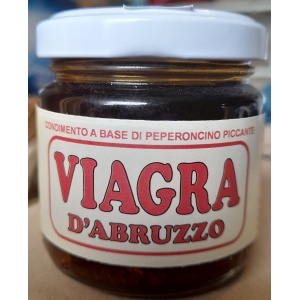 CONDIMENTO A BASE DI PEPERONCINO PICCANTE
VIAGRA
D'ABRUZZO